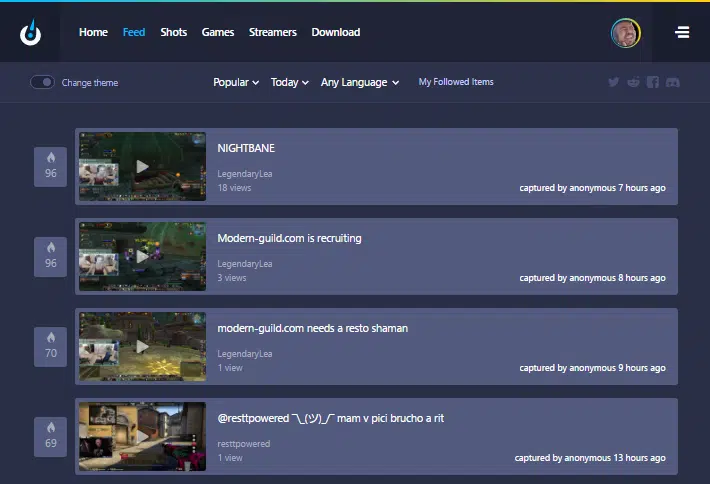 Home Feed Shots Games Streamers Download
Change theme Popular Today Any Language My Followed Items
NIGHTBANE
96
LegendaryLea
18 views captured by anonymous 7 hours ago
Modern-guild.com is recruiting
96
LegendaryLea
3 views captured by anonymous 8 hours ago
modern-guild.com needs a resto shaman
70
LegendaryLea
1 view captured by anonymous 9 hours ago
@resttpowered ¯\_(ツ)_/¯ mam v pici brucho a rit
69
resttpowered
1 view captured by anonymous 13 hours ago